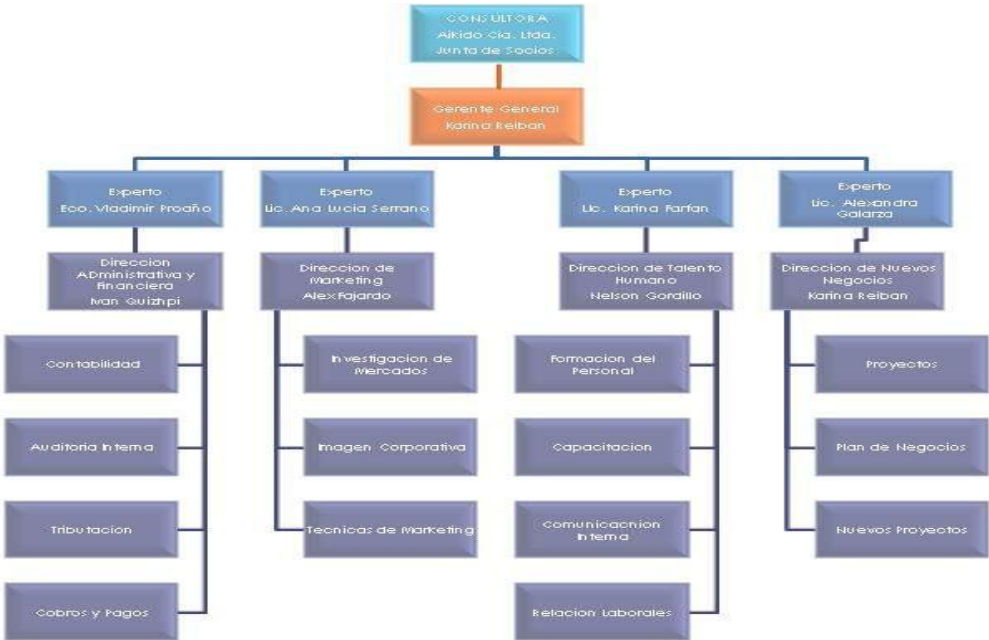 CONSULTORA
Aikido Cia. Ltda.
Junta de Socios
Gerente General
Karina Reiban
Experto
Eco. Vladimir Proaño
Experto
Lic. Ana Lucia Serrano
Experto
Lic. Karina Farfan
Experto
Lic. Alexandra
Galarza
Direccion
ADministrativa y
Financiera
Ivan Quizhpi
Direccion de
Marketing
Alex Fajardo
Direccion de Talento
Humano
Nelson Gordillo
Direccion de Nuevos
Negocios
Karina Reiban
Contabilidad
Investigacion de
Mercados
Formacion del
Personal
Proyectos
Auditoria Interna
Imagen Corporativa
Capacitacion
Plan de Negocios
Tributacion
Tecnicas de Marketing
Comunicacnion
Interna
Nuevos Proyectos
Cobros y Pagos
Relacion Laborales